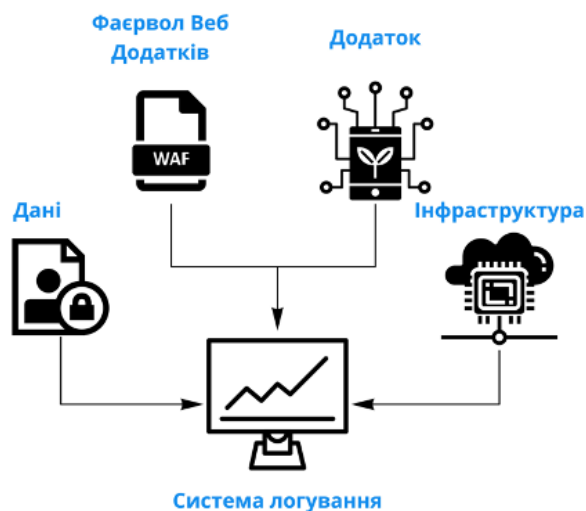 Фаєрвол Веб
Додатків
Додаток
WAF
Дані
Інфраструктура
Система логування